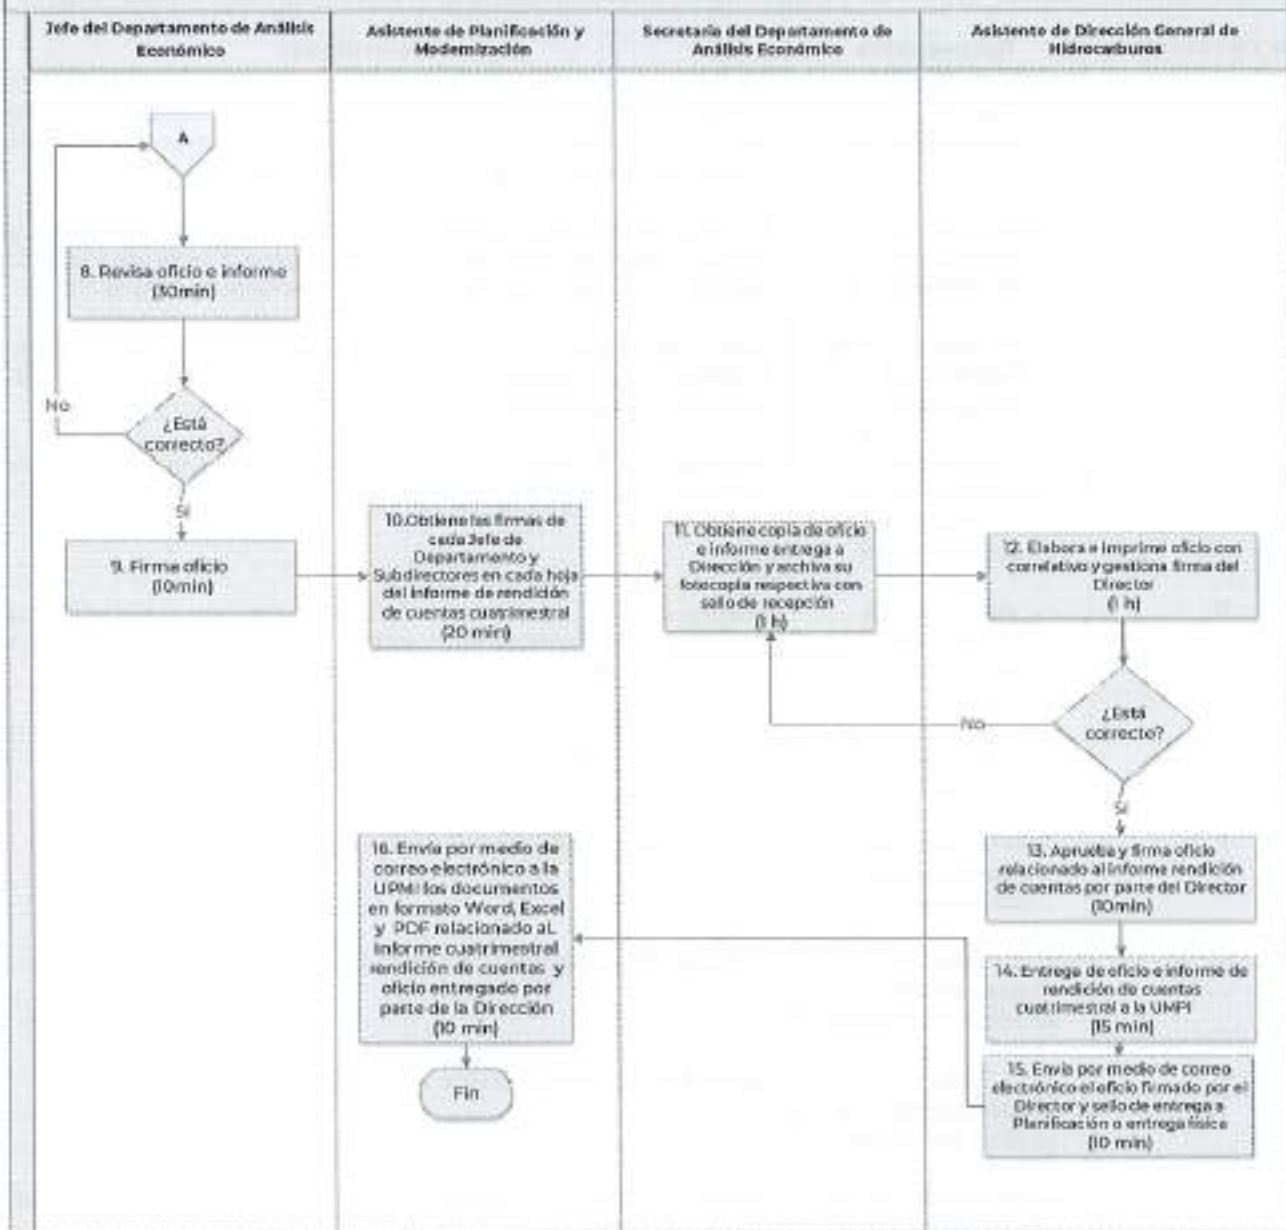 Jefe del Departamento de Análisis
Económico
Asistente de Planificación y
Modernización
Secretaria del Departamento de
Análisis Económico
Asistente de Dirección General de
Hidrocarburos
A
8. Revisa oficio e informe
(30min)
¿Está
correcto?
No
Si
9. Firma oficio
(10min)
10.Obtiene las firmas de
cada Jefe de
Departamento y
Subdirectores en cada hoja
del informe de rendición
de cuentas cuatrimestral
(20 min)
11. Obtiene copia de oficio
e informe entrega a
Dirección y archiva su
fotocopia respectiva con
sello de recepción
(1 h)
12. Elabora e Imprime oficio con
correlativo y gestiona firma del
Director
(1 h)
¿Está
correcto?
No
Si
13. Aprueba y firma oficio
relacionado al informe rendición
de cuentas por parte del Director
(10min)
14. Entrega de oficio e informe de
rendición de cuentas
cuatrimestral a la UMPI
(15 min)
15. Envía por medio de correo
electrónico el oficio firmado por el
Director y sello de entrega a
Planificación o entrega física
(10 min)
16. Envía por medio de
correo electrónico a la
UPMI los documentos
en formato Word, Excel
y PDF relacionado al
informe cuatrimestral
rendición de cuentas y
oficio entregado por
parte de la Dirección
(10 min)
Fin